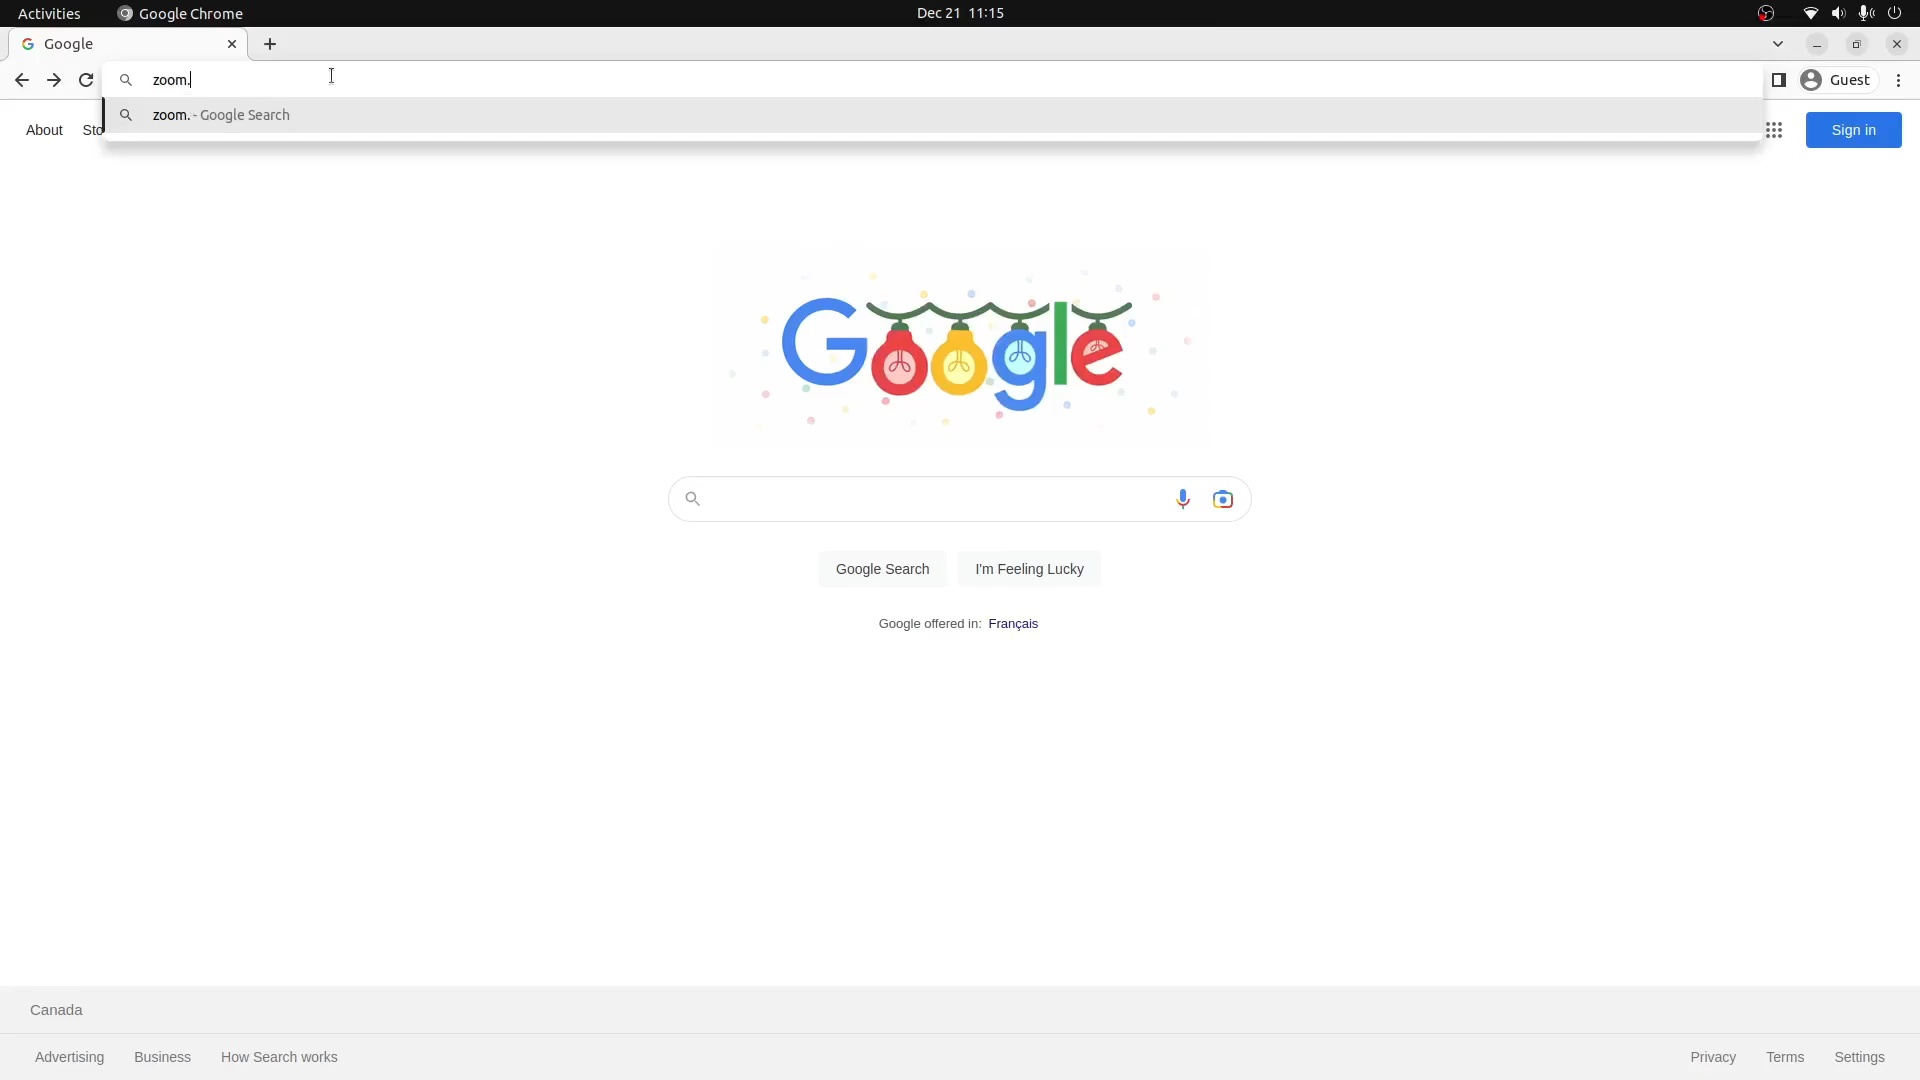 Activities
Google Chrome
Dec 21 11:15
Google
zoom.
Guest
zoom. - Google Search
About
Sto
Sign in
Google
Google Search
I'm Feeling Lucky
Google offered in: Français
Canada
Advertising
Business
How Search works
Privacy
Terms
Settings